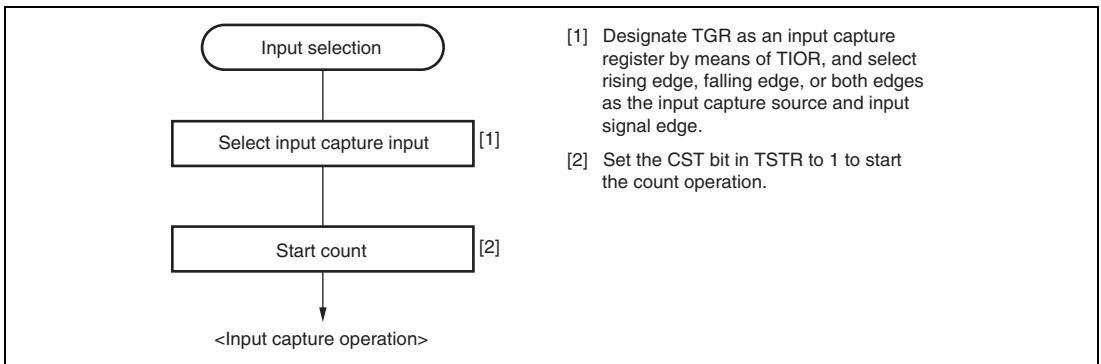 Input selection
Select input capture input
[1]
Start count
[2]
<Input capture operation>
[1] Designate TGR as an input capture
register by means of TIOR, and select
rising edge, falling edge, or both edges
as the input capture source and input
signal edge.
[2] Set the CST bit in TSTR to 1 to start
the count operation.